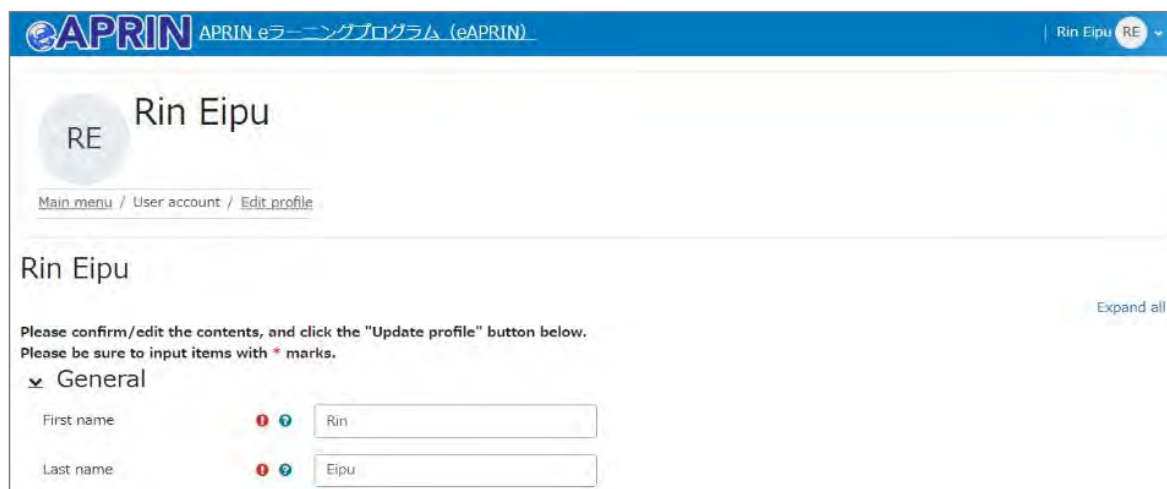 eAPRIN APRIN eラーニングプログラム（eAPRIN）
Rin Eipu RE
RE
Rin Eipu
Main menu / User account / Edit profile
Rin Eipu
Expand all
Please confirm/edit the contents, and click the "Update profile" button below.
Please be sure to input items with * marks.
General
First name Rin
Last name Eipu